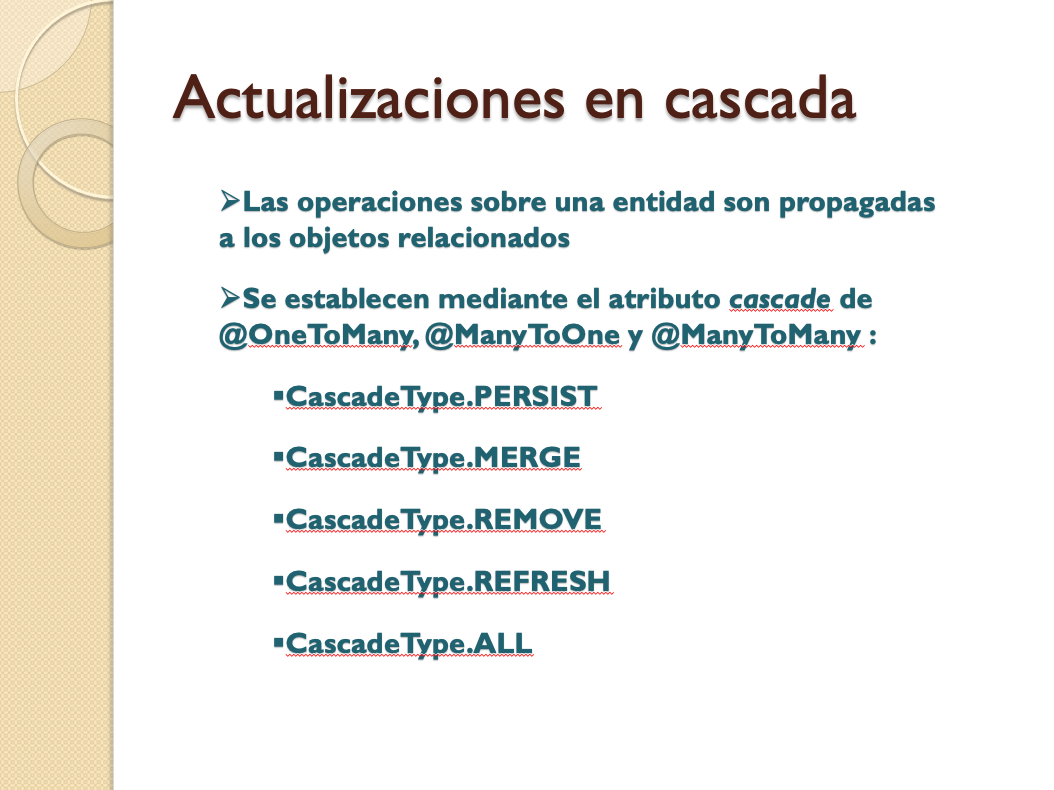 Actualizaciones en cascada
➢Las operaciones sobre una entidad son propagadas
a los objetos relacionados
➢Se establecen mediante el atributo cascade de
@OneToMany, @ManyToOne y @ManyToMany :
▪CascadeType.PERSIST
▪CascadeType.MERGE
▪CascadeType.REMOVE
▪CascadeType.REFRESH
▪CascadeType.ALL